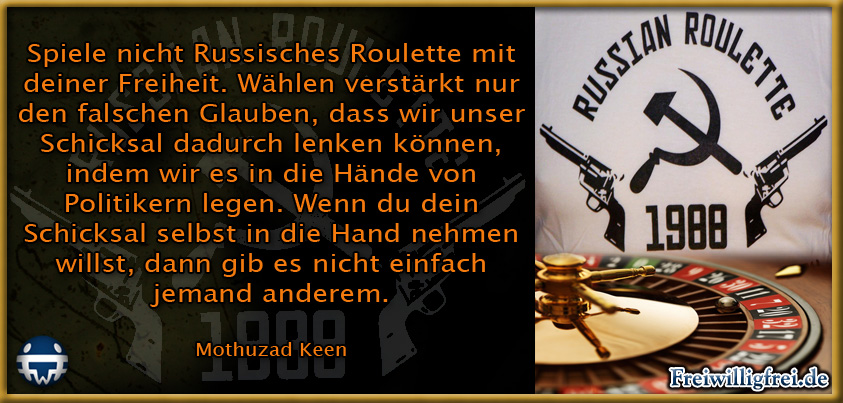 Spiele nicht Russisches Roulette mit
deiner Freiheit. Wählen verstärkt nur
den falschen Glauben, dass wir unser
Schicksal dadurch lenken können,
indem wir es in die Hände von
Politikern legen. Wenn du dein
Schicksal selbst in die Hand nehmen
willst, dann gib es nicht einfach
jemand anderem.
Mothuzad Keen
RUSSIAN ROULETTE
1988
Freiwilligfrei.de